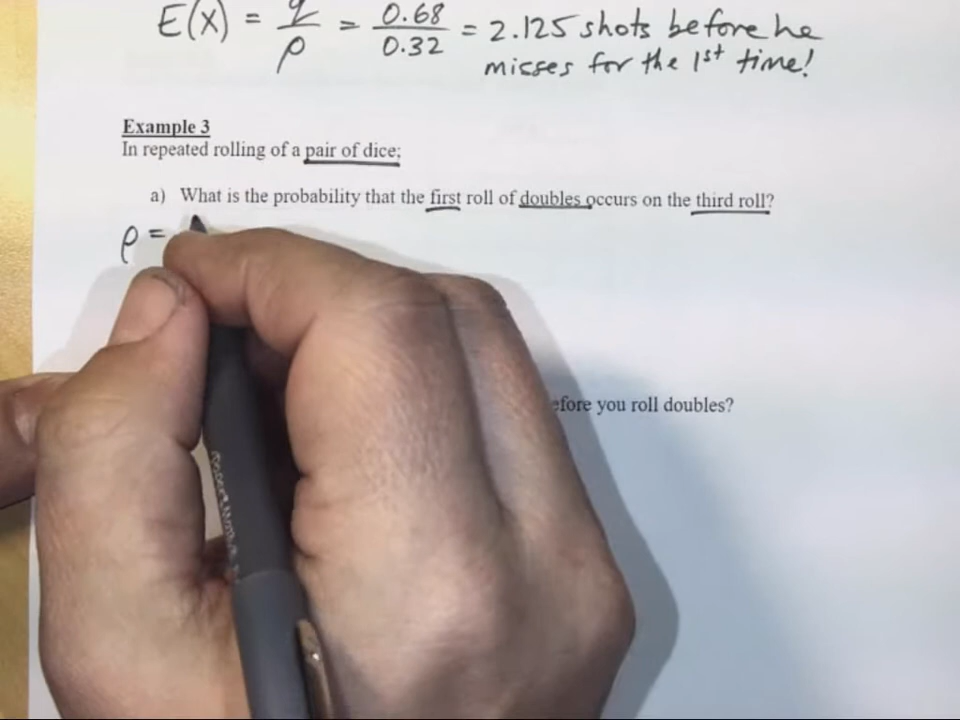 E(x) = q/p = 0.68/0.32 = 2.125 shots before he
misses for the 1st time!
Example 3
In repeated rolling of a pair of dice;
a) What is the probability that the first roll of doubles occurs on the third roll?
p =
you roll doubles?